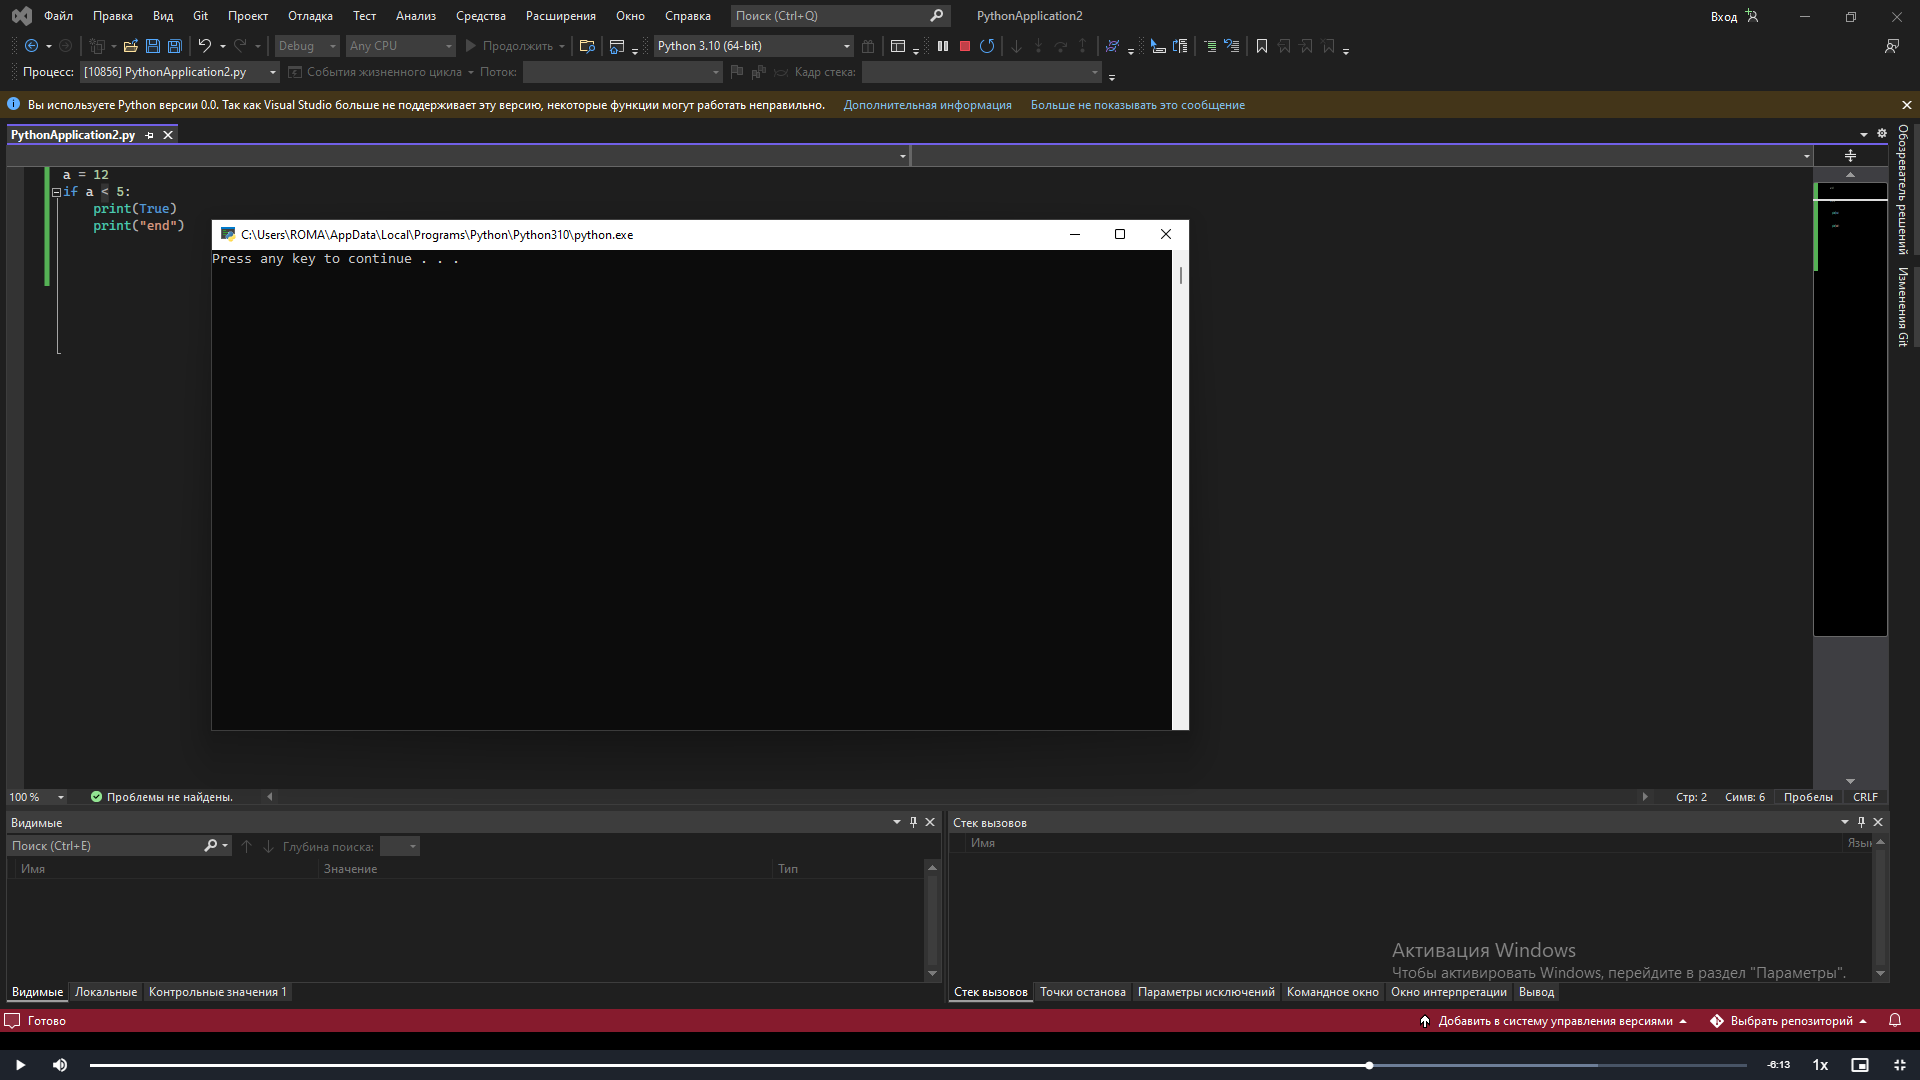 Файл Правка Вид Git Проект Отладка Тест Анализ Средства Расширения Окно Справка Поиск (Ctrl+Q) PythonApplication2 Вход
Debug Any CPU Продолжить Python 3.10 (64-bit)
Процесс: [10856] PythonApplication2.py События жизненного цикла Поток: Кадр стека:
Вы используете Python версии 0.0. Так как Visual Studio больше не поддерживает эту версию, некоторые функции могут работать неправильно. Дополнительная информация Больше не показывать это сообщение
PythonApplication2.py
a = 12
if a < 5:
print(True)
print("end")
C:\Users\ROMA\AppData\Local\Programs\Python\Python310\python.exe
Press any key to continue . . .
Обозреватель решений
Изменения Git
100 % Проблемы не найдены. Стр: 2 Симв: 6 Пробелы CRLF
Видимые
Поиск (Ctrl+E) Глубина поиска:
Имя Значение Тип
Видимые Локальные Контрольные значения 1
Стек вызовов
Имя Язык
Активация Windows
Чтобы активировать Windows, перейдите в раздел "Параметры".
Стек вызовов Точки останова Параметры исключений Командное окно Окно интерпретации Вывод
Готово Добавить в систему управления версиями Выбрать репозиторий
-6:13 1x